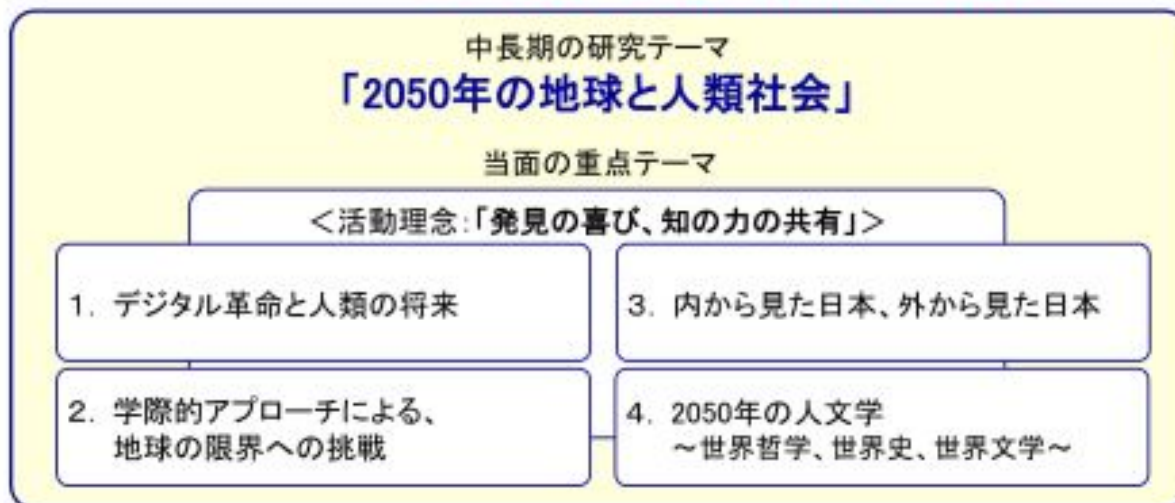 中長期の研究テーマ
「2050年の地球と人類社会」
当面の重点テーマ
＜活動理念:「発見の喜び、知の力の共有」＞
1. デジタル革命と人類の将来
2. 学際的アプローチによる、
地球の限界への挑戦
3. 内から見た日本、外から見た日本
4. 2050年の人文学
～世界哲学、世界史、世界文学～